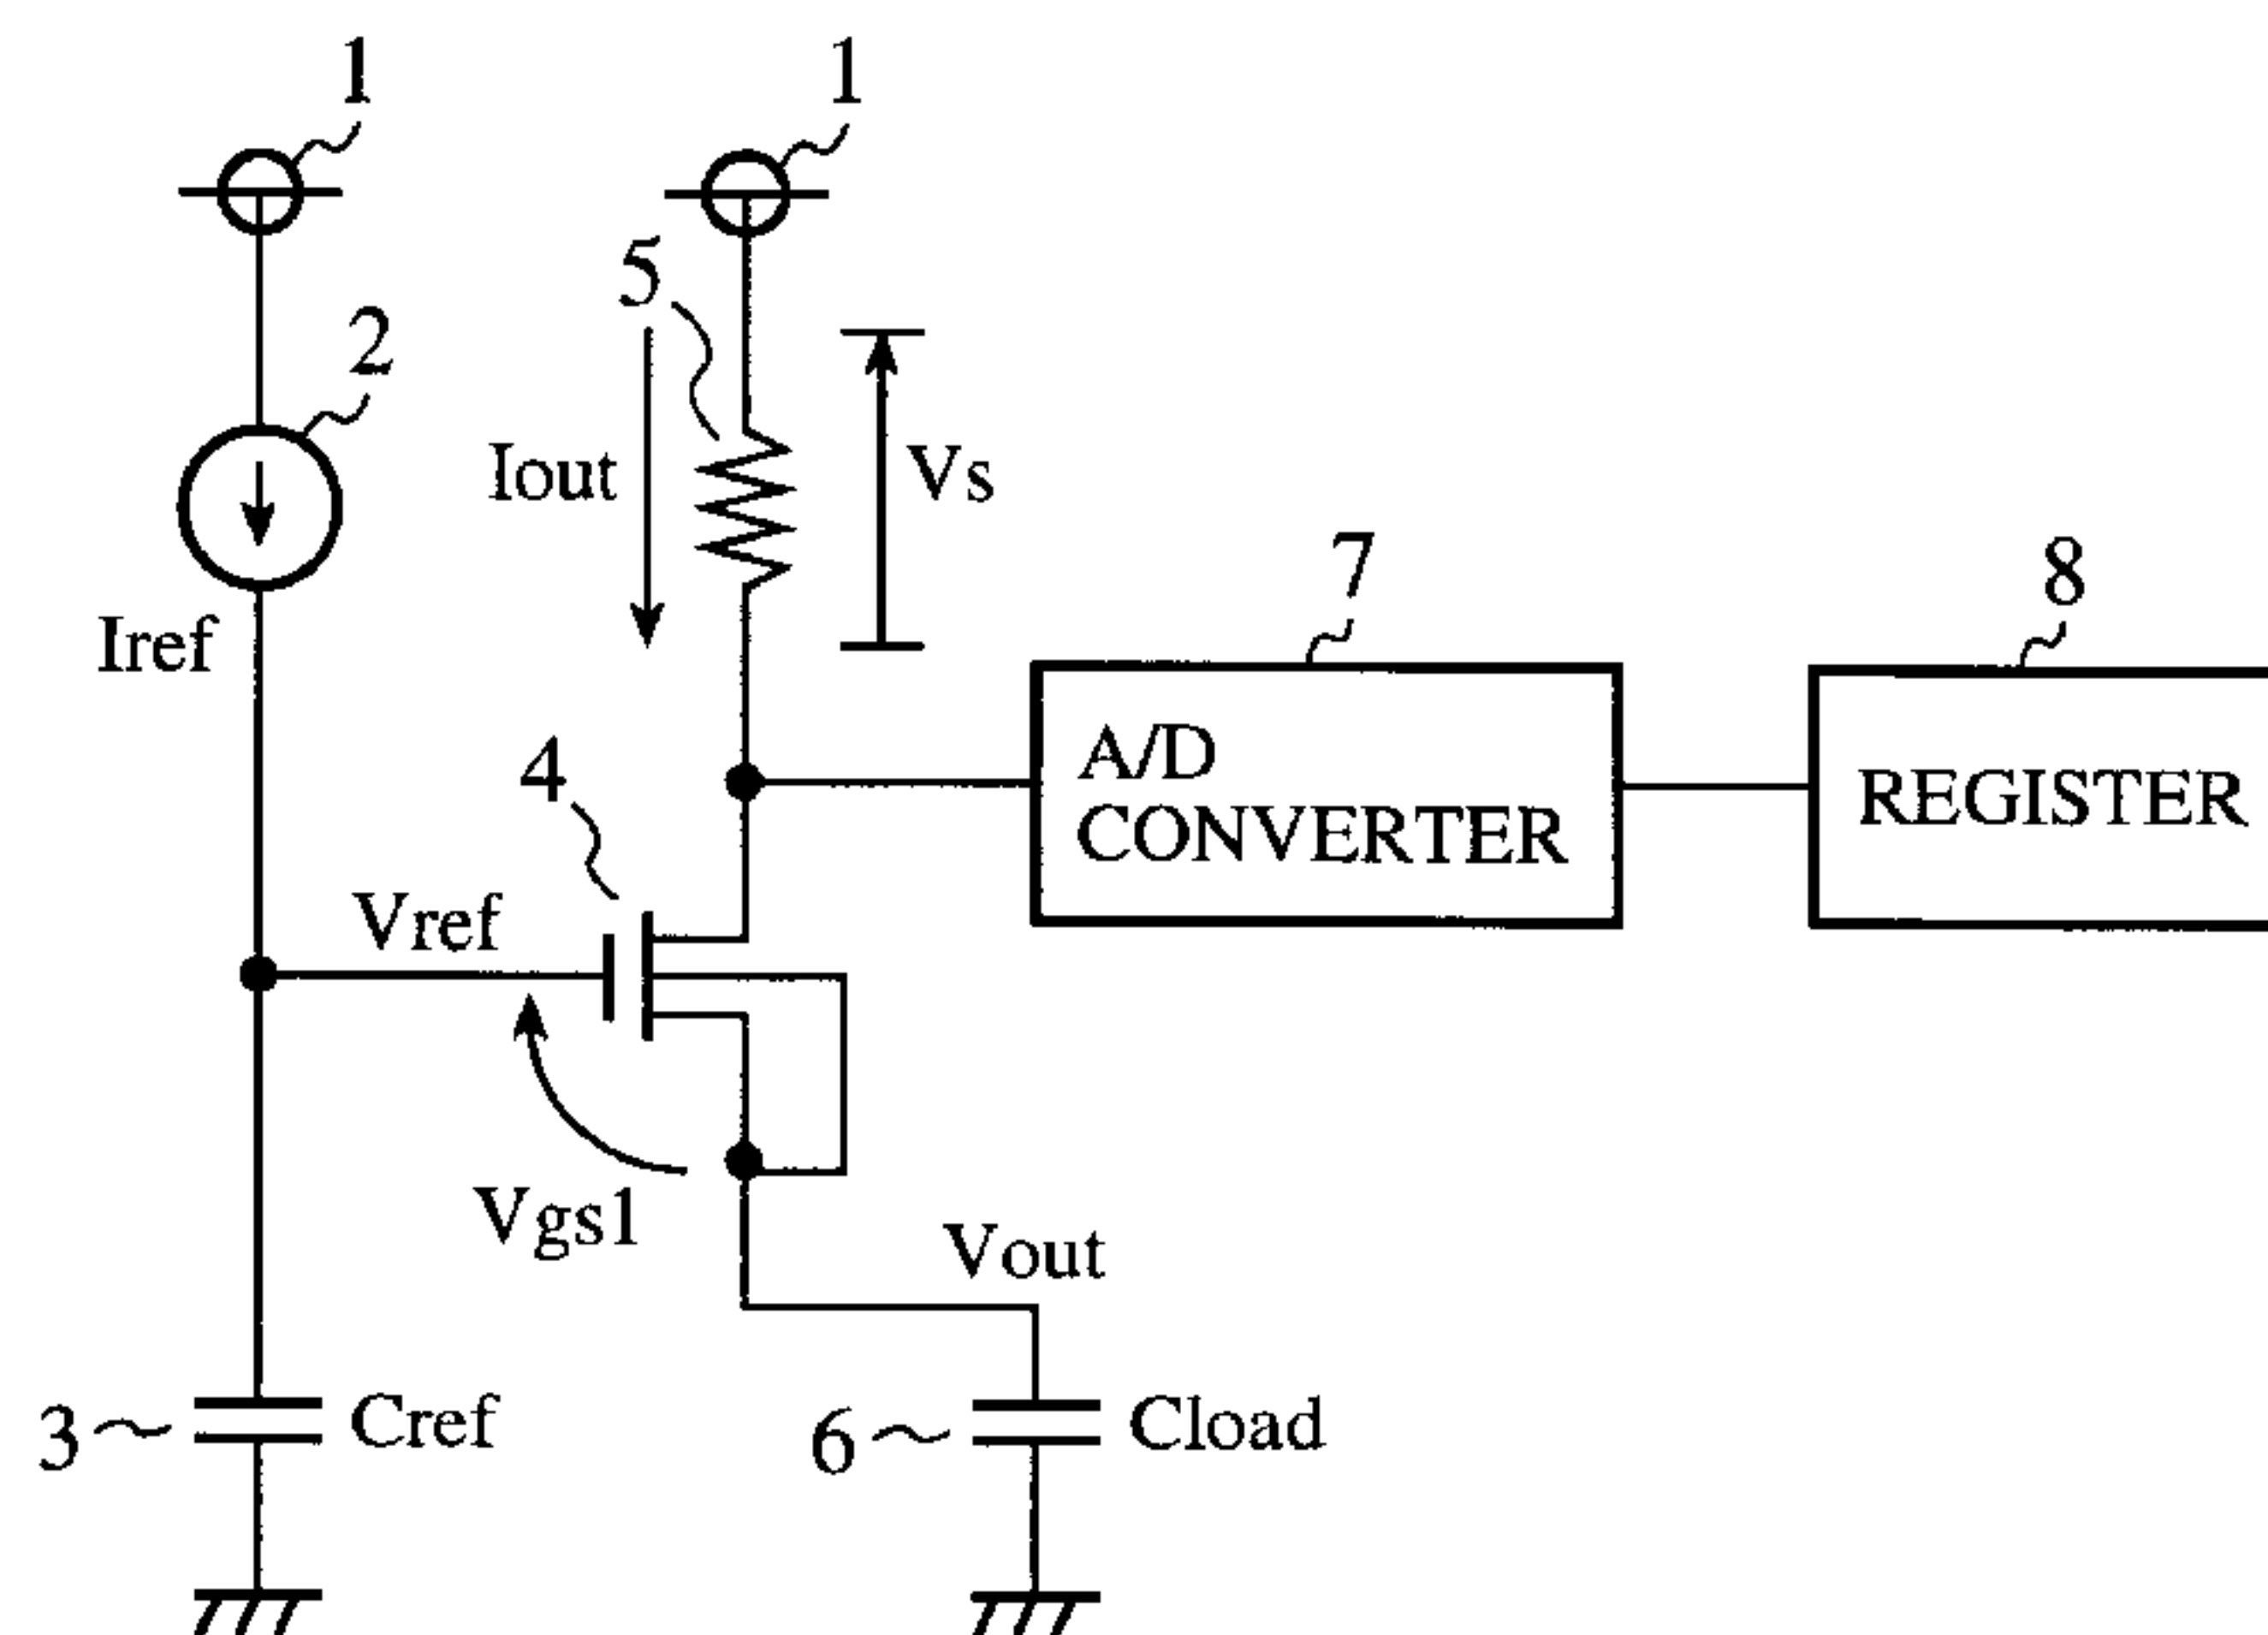 1
1
5
2
Iout
Vs
7
8
Iref
4
A/D
CONVERTER
REGISTER
Vref
Vgs1
Vout
3
Cref
6
Cload